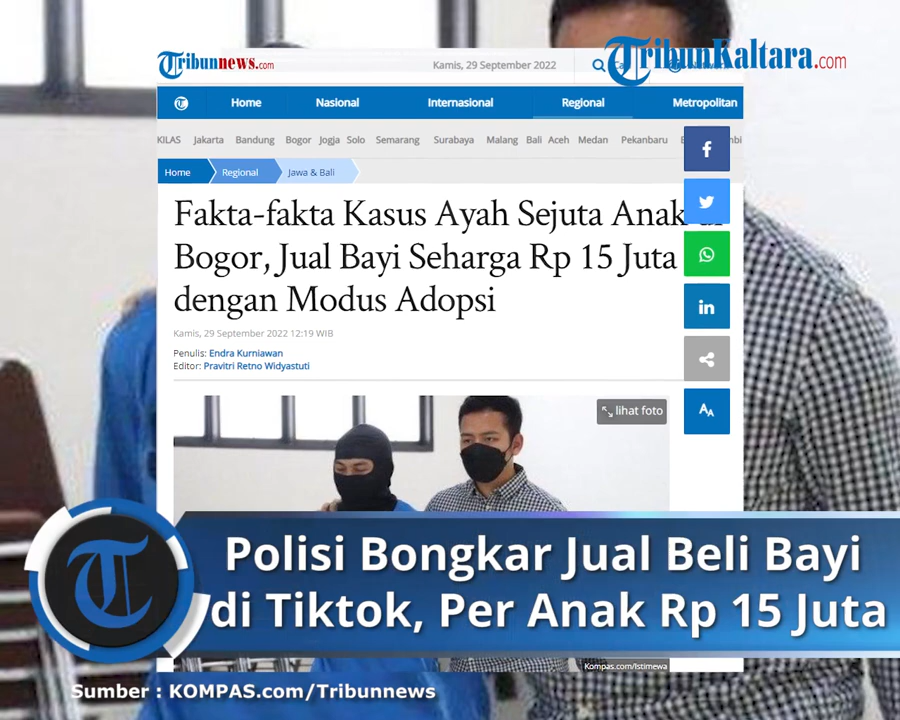 Tribunnews.com
Kamis, 29 September 2022
TribunKaltara.com
Home Nasional Internasional Regional Metropolitan
KILAS Jakarta Bandung Bogor Jogja Solo Semarang Surabaya Malang Bali Aceh Medan Pekanbaru
Home Regional Jawa & Bali
Fakta-fakta Kasus Ayah Sejuta Anak di
Bogor, Jual Bayi Seharga Rp 15 Juta
dengan Modus Adopsi
Kamis, 29 September 2022 12:19 WIB
Penulis: Endra Kurniawan
Editor: Pravitri Retno Widyastuti
lihat foto
Polisi Bongkar Jual Beli Bayi
di Tiktok, Per Anak Rp 15 Juta
Kompas.com/Istimewa
Sumber : KOMPAS.com/Tribunnews